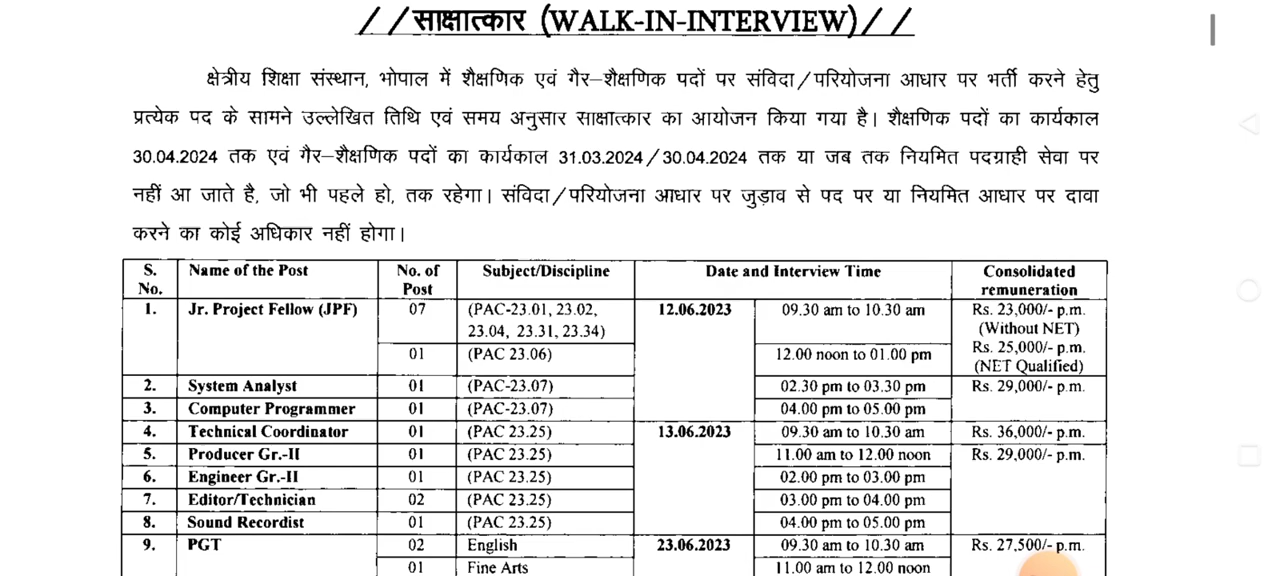 //साक्षात्कार (WALK-IN-INTERVIEW)//
क्षेत्रीय शिक्षा संस्थान, भोपाल में शैक्षणिक एवं गैर–शैक्षणिक पदों पर संविदा/परियोजना आधार पर भर्ती करने हेतु
प्रत्येक पद के सामने उल्लेखित तिथि एवं समय अनुसार साक्षात्कार का आयोजन किया गया है। शैक्षणिक पदों का कार्यकाल
30.04.2024 तक एवं गैर–शैक्षणिक पदों का कार्यकाल 31.03.2024/30.04.2024 तक या जब तक नियमित पदग्राही सेवा पर
नहीं आ जाते है, जो भी पहले हो, तक रहेगा। संविदा/परियोजना आधार पर जुड़ाव से पद पर या नियमित आधार पर दावा
करने का कोई अधिकार नहीं होगा।
S. No. Name of the Post No. of Post Subject/Discipline Date and Interview Time Consolidated remuneration
1. Jr. Project Fellow (JPF) 07 (PAC-23.01, 23.02, 12.06.2023 09.30 am to 10.30 am Rs. 23,000/- p.m.
23.04, 23.31, 23.34) (Without NET)
01 (PAC 23.06) 12.00 noon to 01.00 pm Rs. 25,000/- p.m.
(NET Qualified)
2. System Analyst 01 (PAC-23.07) 02.30 pm to 03.30 pm Rs. 29,000/- p.m.
3. Computer Programmer 01 (PAC-23.07) 04.00 pm to 05.00 pm
4. Technical Coordinator 01 (PAC 23.25) 13.06.2023 09.30 am to 10.30 am Rs. 36,000/- p.m.
5. Producer Gr.-II 01 (PAC 23.25) 11.00 am to 12.00 noon Rs. 29,000/- p.m.
6. Engineer Gr.-II 01 (PAC 23.25) 02.00 pm to 03.00 pm
7. Editor/Technician 02 (PAC 23.25) 03.00 pm to 04.00 pm
8. Sound Recordist 01 (PAC 23.25) 04.00 pm to 05.00 pm
9. PGT 02 English 23.06.2023 09.30 am to 10.30 am Rs. 27,500/- p.m.
01 Fine Arts 11.00 am to 12.00 noon